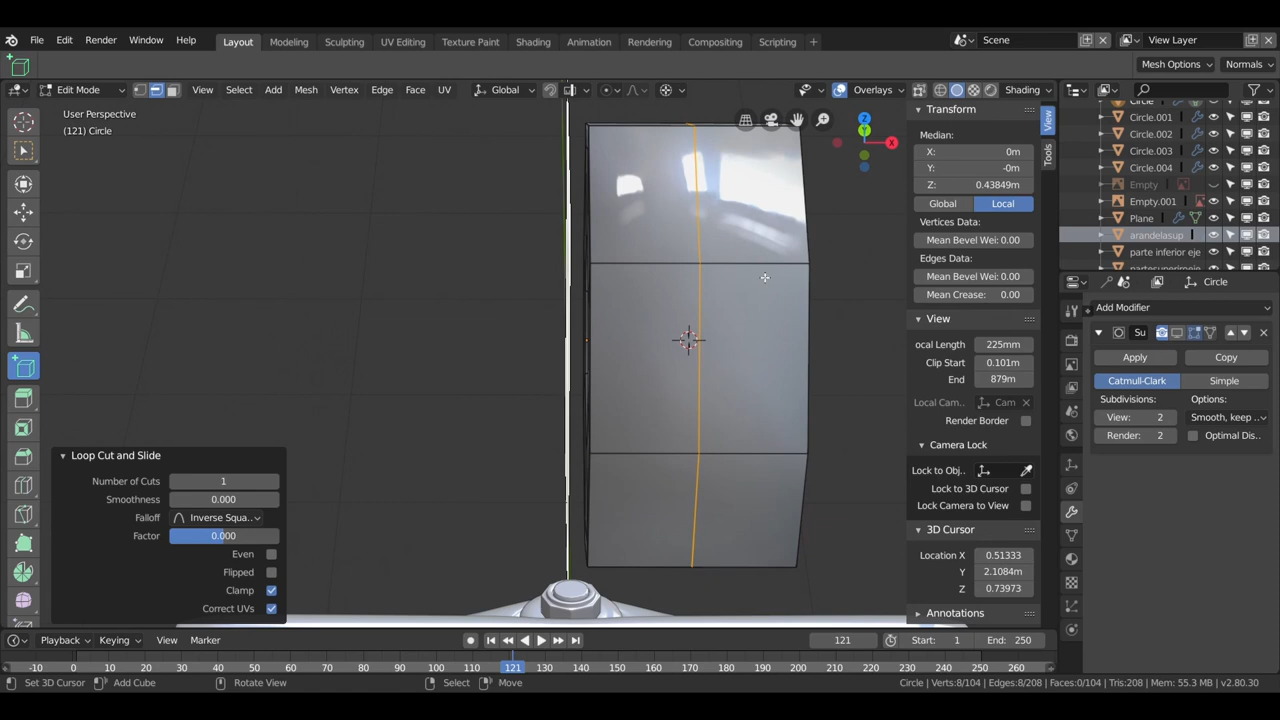 File Edit Render Window Help Layout Modeling Sculpting UV Editing Texture Paint Shading Animation Rendering Compositing Scripting + Scene View Layer
Mesh Options Normals
Edit Mode View Select Add Mesh Vertex Edge Face UV Global Overlays Shading
User Perspective
(121) Circle
Transform
Median:
X: 0m
Y: -0m
Z: 0.43849m
Global Local
Vertices Data:
Mean Bevel Wei: 0.00
Edges Data:
Mean Bevel Wei: 0.00
Mean Crease: 0.00
View
ocal Length 225mm
Clip Start 0.101m
End 879m
Local Cam.. Cam
Render Border
Camera Lock
Lock to Obj..
Lock to 3D Cursor
Lock Camera to View
3D Cursor
Location X 0.51333
Y 2.1084m
Z 0.73973
Annotations
View
Tools
X
Z
Y
Circle
Circle.001
Circle.002
Circle.003
Circle.004
Empty
Empty.001
Plane
arandelasup
parte inferior eje
partesuperiroeje
Circle
Add Modifier
Su
Apply Copy
Catmull-Clark Simple
Subdivisions: Options:
View: 2 Smooth, keep ..
Render: 2 Optimal Dis..
Loop Cut and Slide
Number of Cuts 1
Smoothness 0.000
Falloff Inverse Squa..
Factor 0.000
Even
Flipped
Clamp
Correct UVs
Playback Keying View Marker 121 Start: 1 End: 250
-10 0 10 20 30 40 50 60 70 80 90 100 110 121 130 140 150 160 170 180 190 200 210 220 230 240 250 260
Set 3D Cursor Add Cube Rotate View Select Move Circle | Verts:8/104 | Edges:8/208 | Faces:0/104 | Tris:208 | Mem: 55.3 MB | v2.80.30